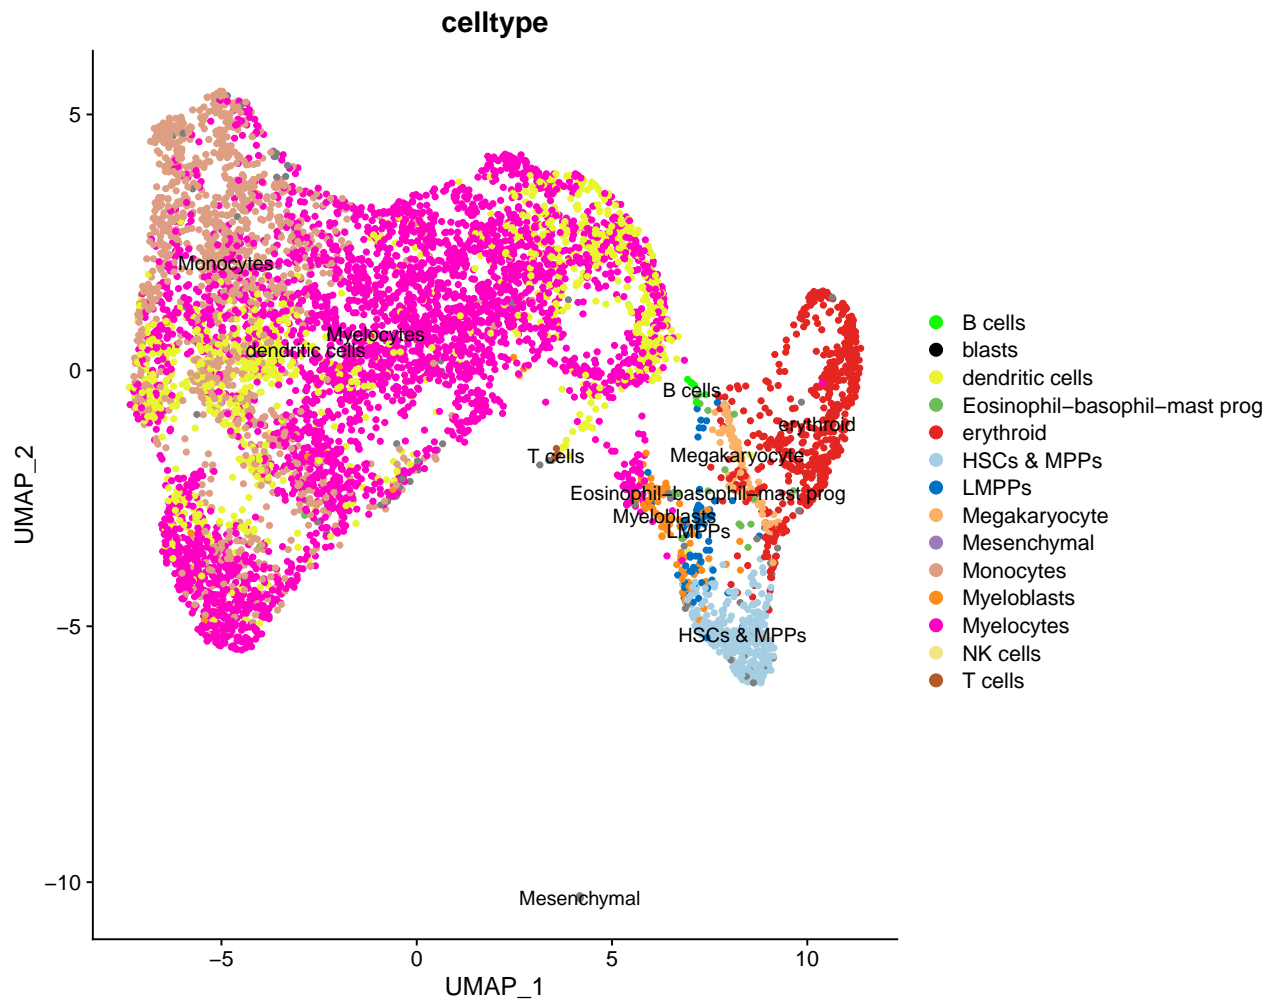 celltype
5
0
−5
−10
UMAP_2
Monocytes
Myelocytes
dendritic cells
B cells
erythroid
T cells
Megakaryocyte
Eosinophil−basophil−mast prog
Myeloblasts
LMPPs
HSCs & MPPs
Mesenchymal
−5
0
5
10
UMAP_1
B cells
blasts
dendritic cells
Eosinophil−basophil−mast prog
erythroid
HSCs & MPPs
LMPPs
Megakaryocyte
Mesenchymal
Monocytes
Myeloblasts
Myelocytes
NK cells
T cells